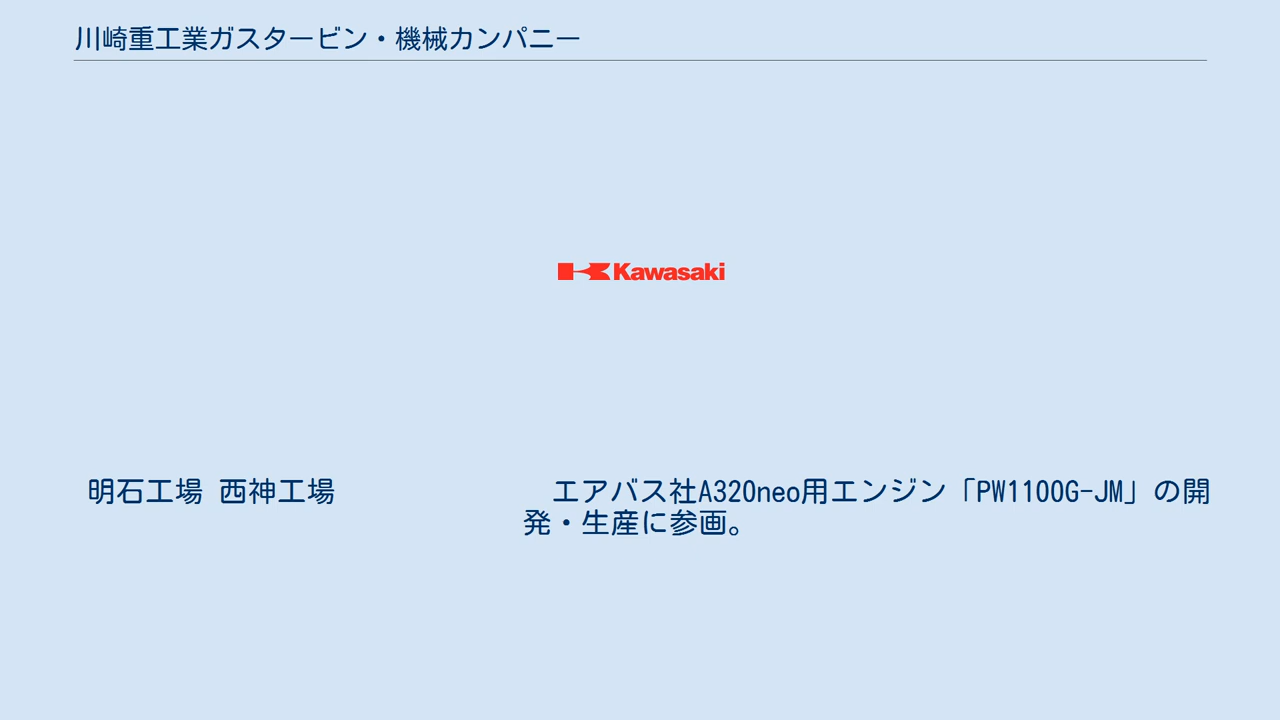 川崎重工業ガスタービン・機械カンパニー
Kawasaki
明石工場 西神工場
エアバス社A320neo用エンジン「PW1100G-JM」の開
発・生産に参画。